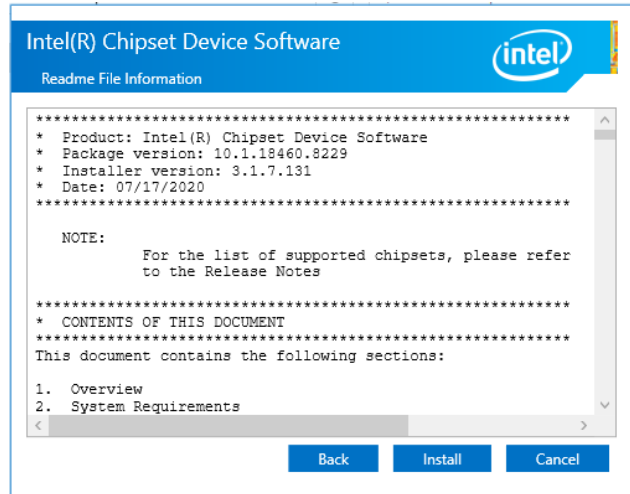 Intel(R) Chipset Device Software
intel
Readme File Information
************************************************************
*  Product: Intel(R) Chipset Device Software
*  Package version: 10.1.18460.8229
*  Installer version: 3.1.7.131
*  Date: 07/17/2020
************************************************************
NOTE:
For the list of supported chipsets, please refer
to the Release Notes
************************************************************
*  CONTENTS OF THIS DOCUMENT
************************************************************
This document contains the following sections:
1.  Overview
2.  System Requirements
Back Install Cancel